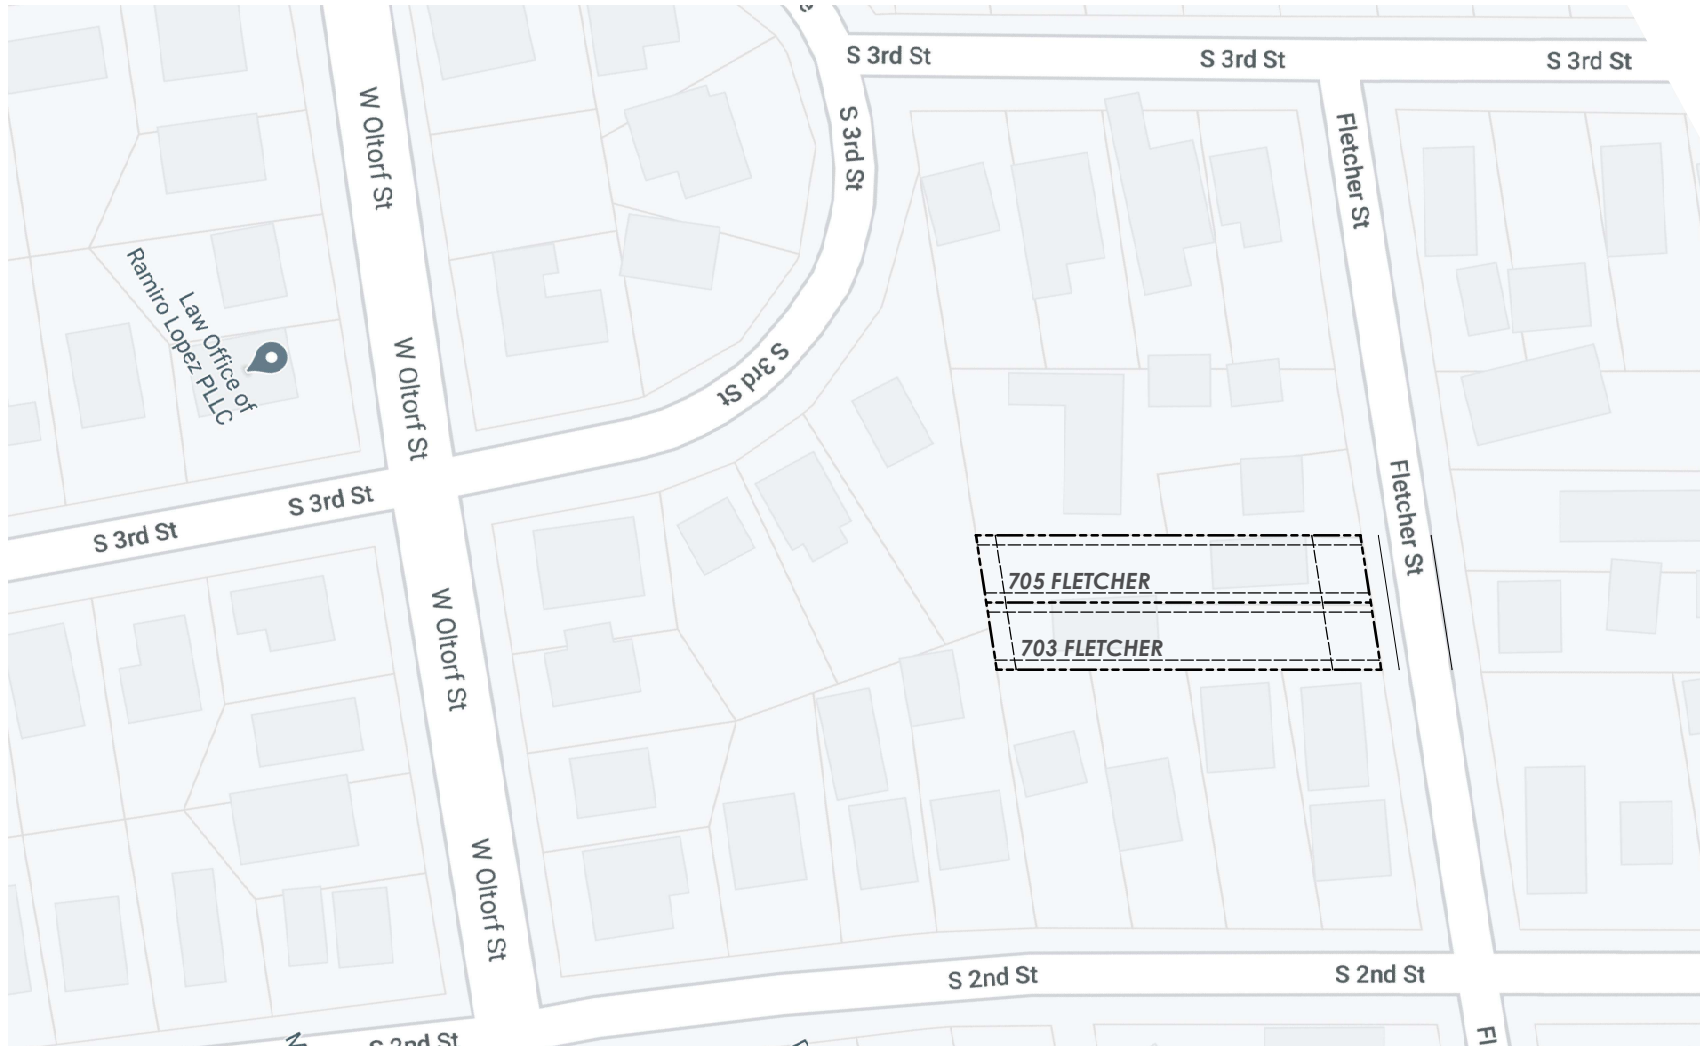 S 3rd St
S 3rd St
S 3rd St
W Oltorf St
S 3rd St
Fletcher St
Law Office of
Ramiro Lopez PLLC
W Oltorf St
S 3rd St
Fletcher St
S 3rd St
S 3rd St
705 FLETCHER
703 FLETCHER
W Oltorf St
W Oltorf St
S 2nd St
S 2nd St
S 2nd St
Fl